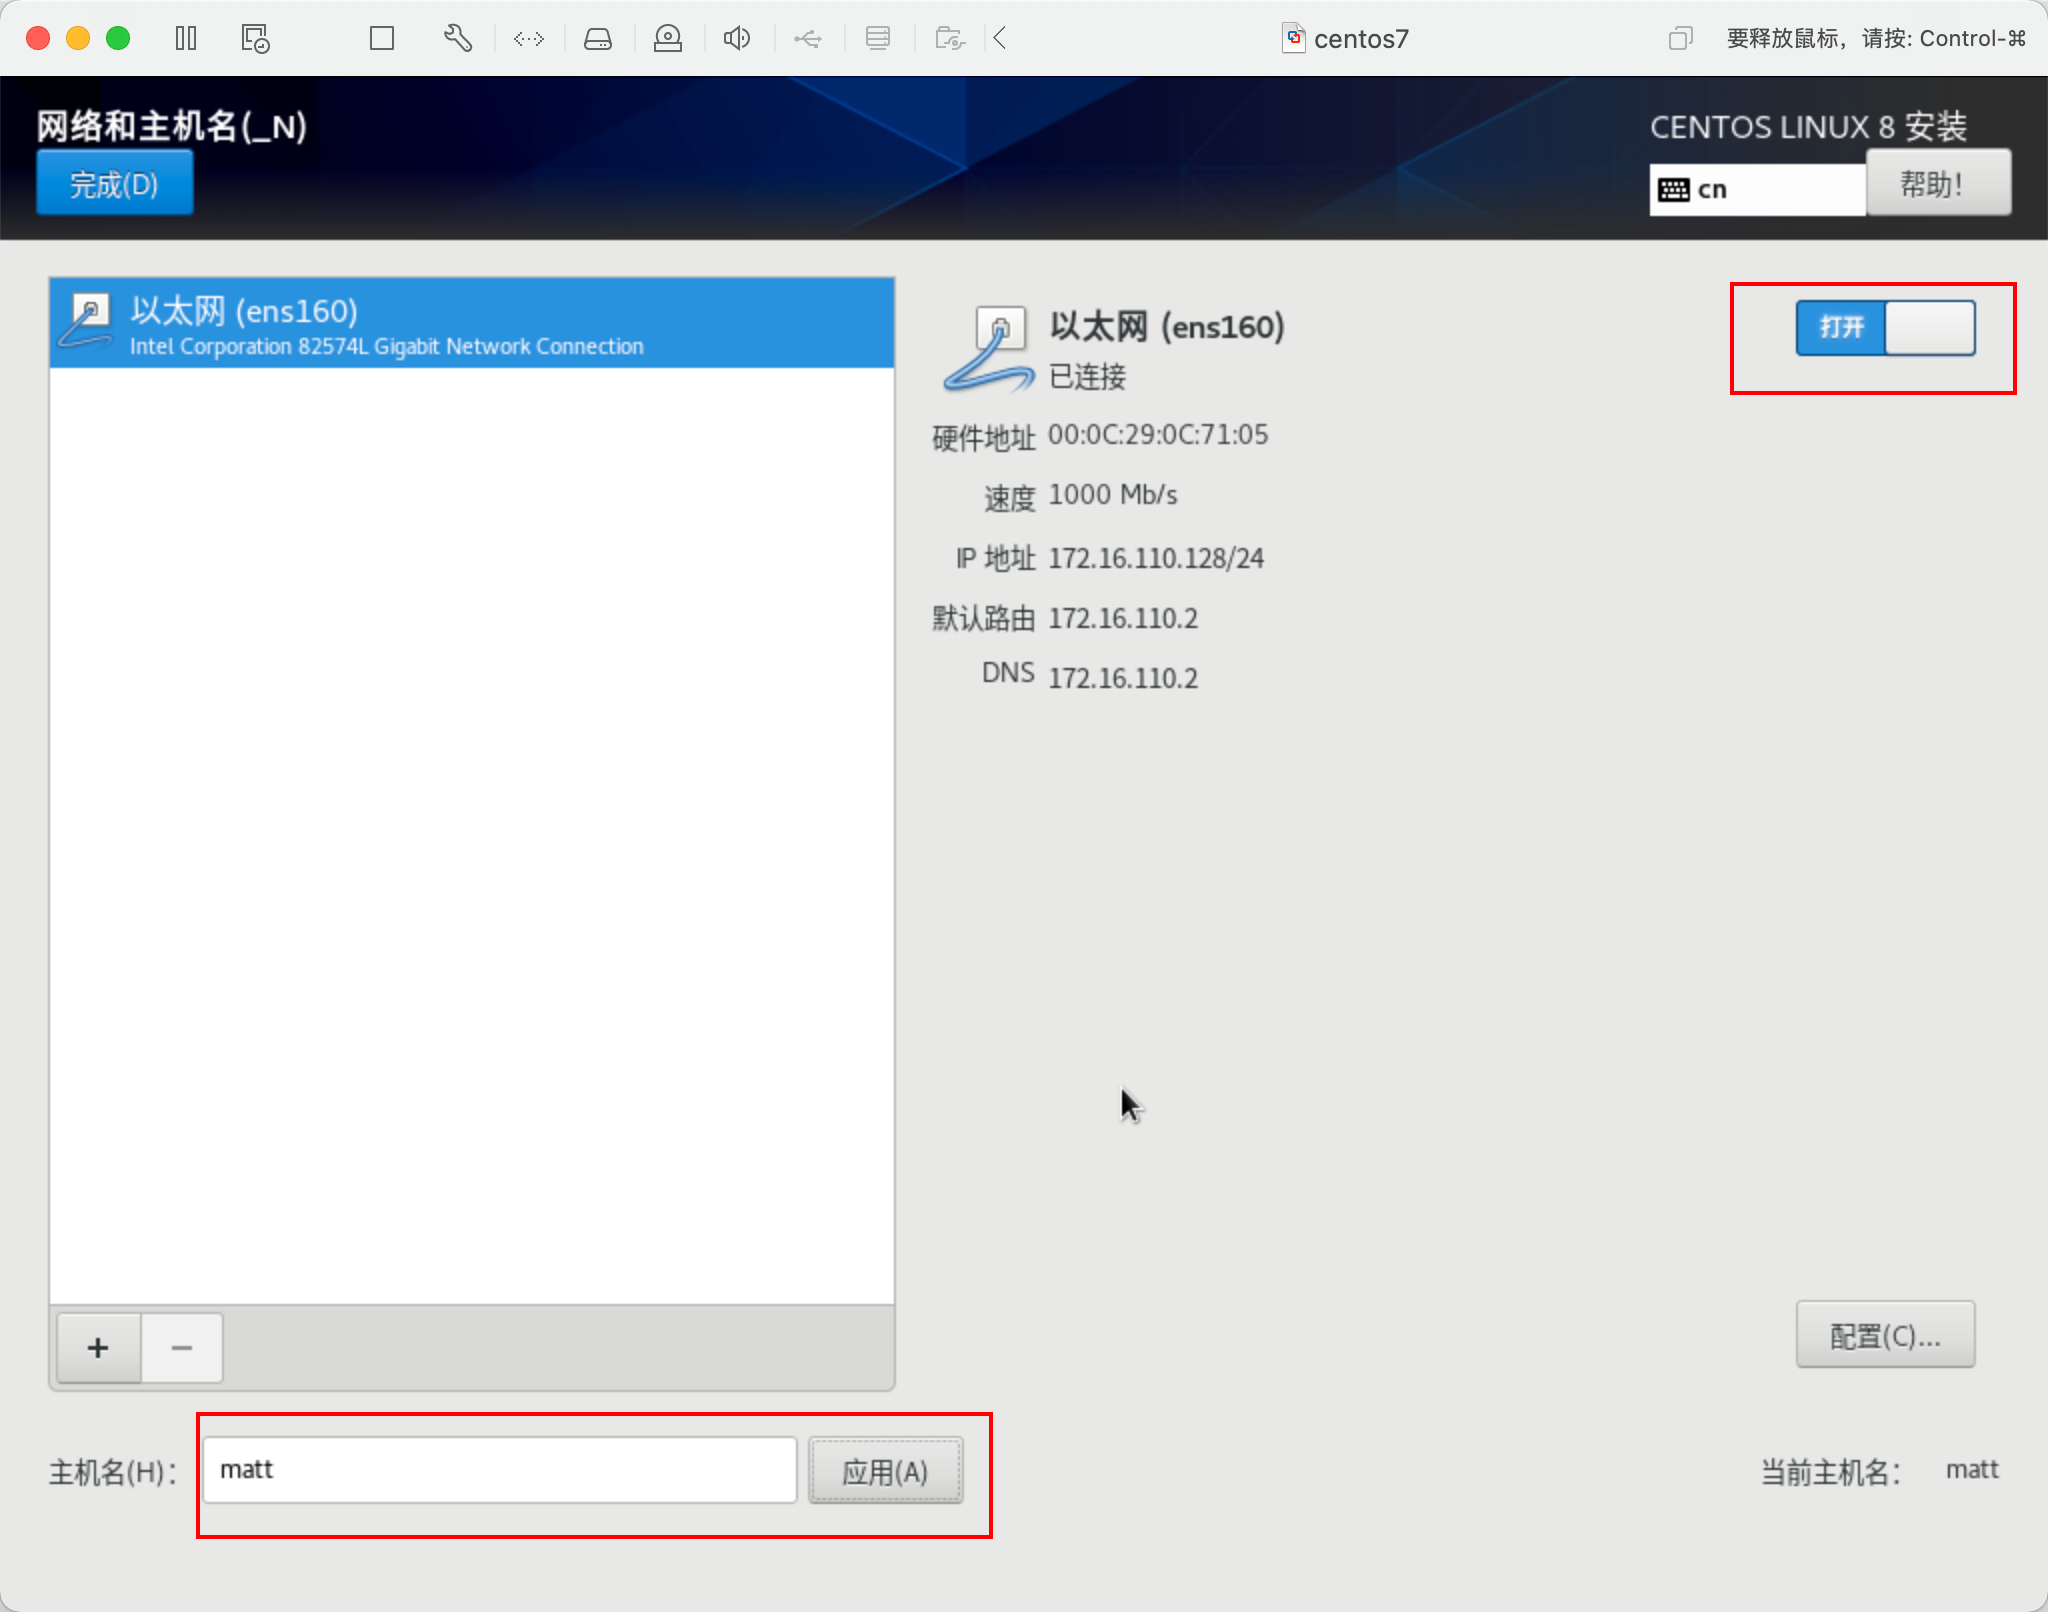 centos7
要释放鼠标，请按: Control-⌘
网络和主机名(_N)
CENTOS LINUX 8 安装
完成(D)
cn
帮助！
以太网 (ens160)
Intel Corporation 82574L Gigabit Network Connection
以太网 (ens160)
已连接
打开
硬件地址 00:0C:29:0C:71:05
速度 1000 Mb/s
IP 地址 172.16.110.128/24
默认路由 172.16.110.2
DNS 172.16.110.2
+ −
配置(C)...
主机名(H)： matt 应用(A)
当前主机名： matt